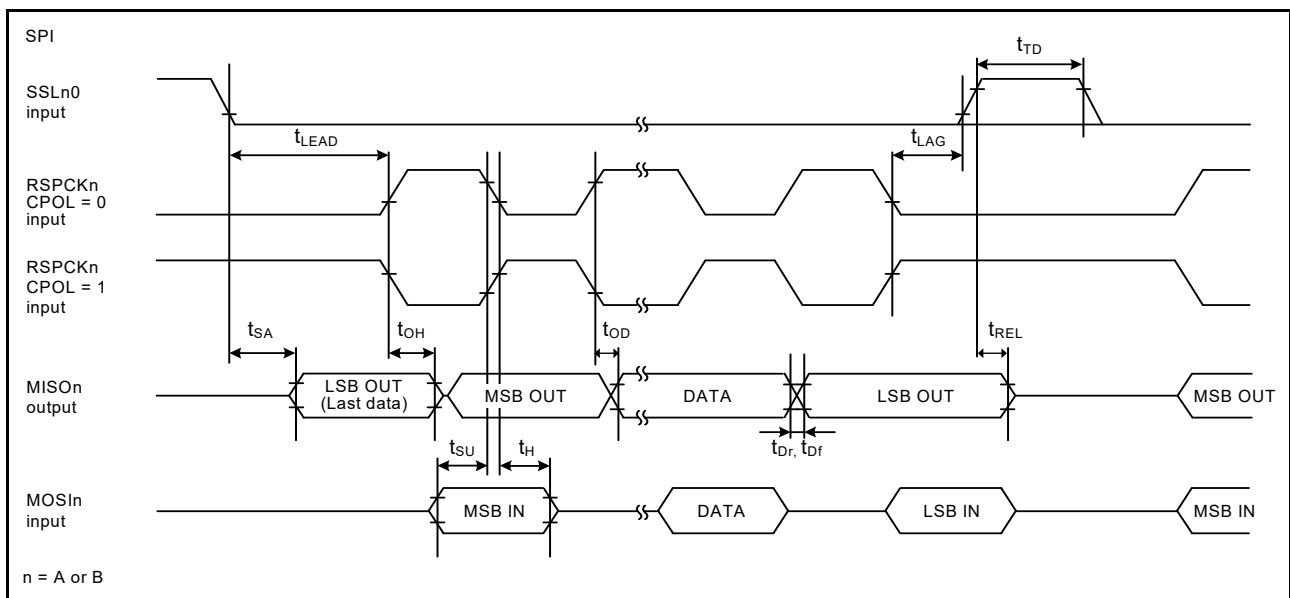 SPI
tTD
SSLn0
input
tLEAD
tLAG
RSPCKn
CPOL = 0
input
RSPCKn
CPOL = 1
input
tSA
tOH
tOD
tREL
MISOn
output
LSB OUT
(Last data)
MSB OUT
DATA
LSB OUT
MSB OUT
tSU
tH
tDr, tDf
MOSIn
input
MSB IN
DATA
LSB IN
MSB IN
n = A or B